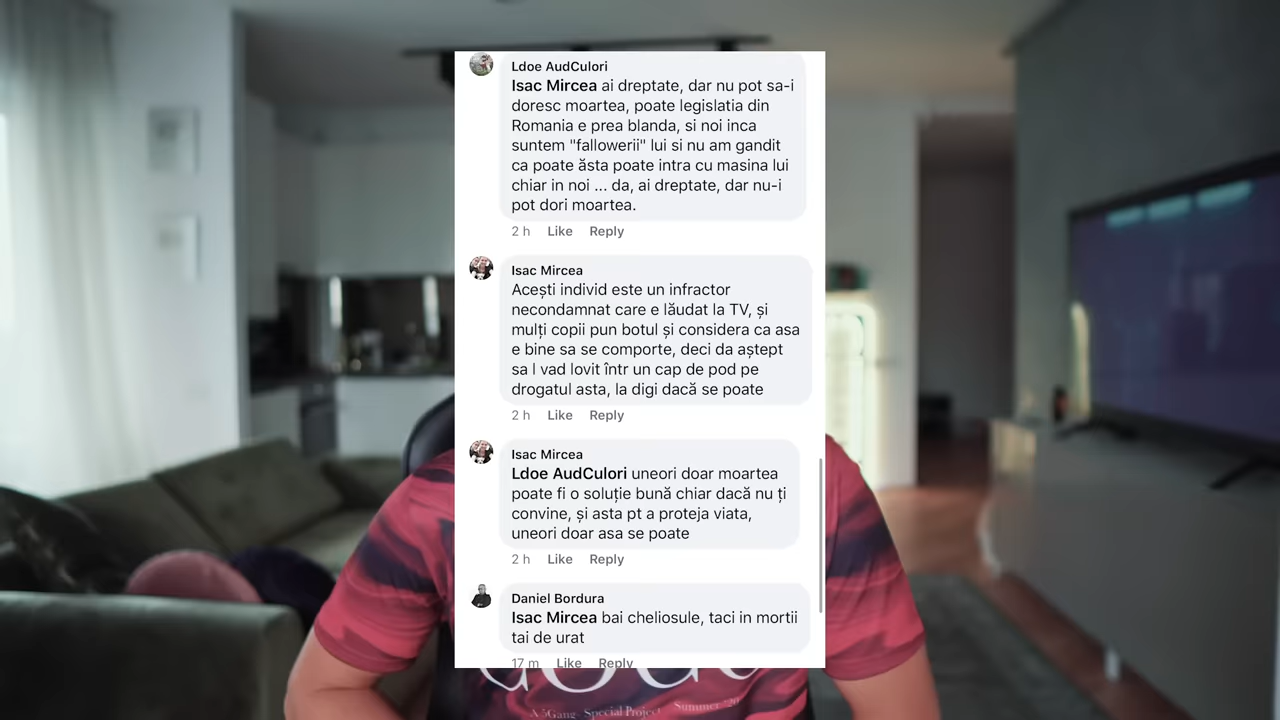 Ldoe AudCulori
Isac Mircea ai dreptate, dar nu pot sa-i
doresc moartea, poate legislatia din
Romania e prea blanda, si noi inca
suntem "fallowerii" lui si nu am gandit
ca poate ăsta poate intra cu masina lui
chiar in noi ... da, ai dreptate, dar nu-i
pot dori moartea.
2 h Like Reply
Isac Mircea
Acești individ este un infractor
necondamnat care e lăudat la TV, și
mulți copii pun botul și considera ca asa
e bine sa se comporte, deci da aștept
sa l vad lovit într un cap de pod pe
drogatul asta, la digi dacă se poate
2 h Like Reply
Isac Mircea
Ldoe AudCulori uneori doar moartea
poate fi o soluție bună chiar dacă nu ți
convine, și asta pt a proteja viata,
uneori doar asa se poate
2 h Like Reply
Daniel Bordura
Isac Mircea bai cheliosule, taci in mortii
tai de urat
17 m Like Reply
A 5Gang Special Project Summer